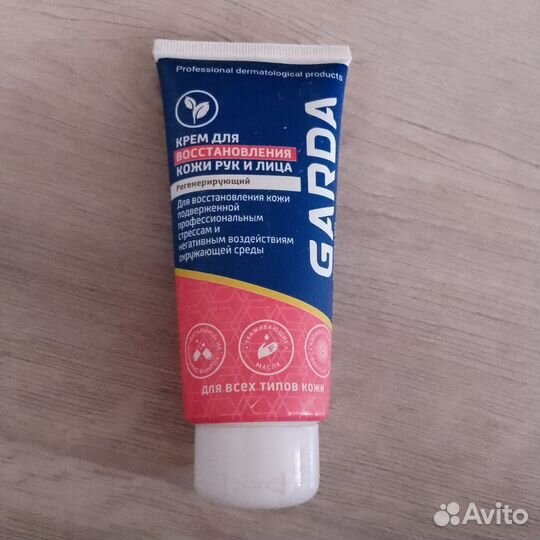 Professional dermatological products
КРЕМ ДЛЯ
ВОССТАНОВЛЕНИЯ
КОЖИ РУК И ЛИЦА
Регенерирующий
Для восстановления кожи
подверженной
профессиональным
стрессам и
негативным воздействиям
окружающей среды
GARDA
УХАЖИВАЮЩИЕ
МАСЛА
для всех типов кожи
Avito